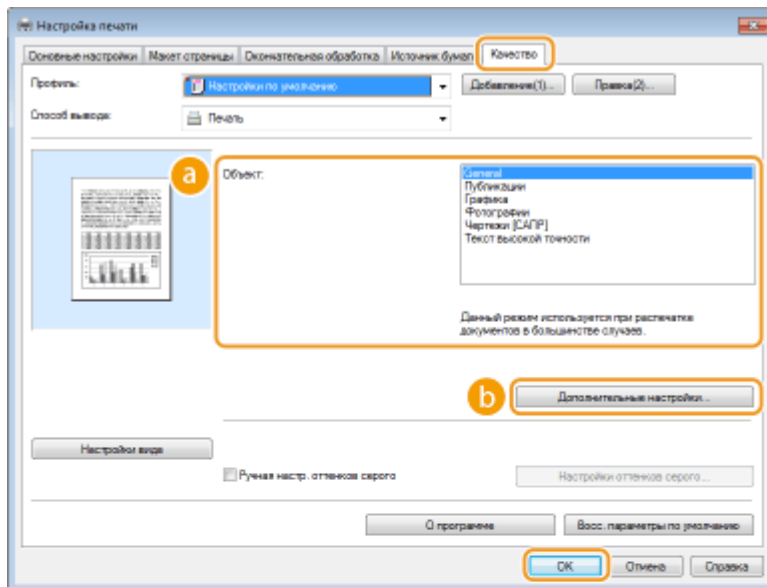 Настройка печати
Основные настройки Макет страницы Окончательная обработка Источник бумаг Качество
Профиль: Настройки по умолчанию Добавление(1)... Правка(2)...
Способ вывода: Печать
a
Объект: General
Публикации
Графика
Фотографии
Чертежи [САПР]
Текст высокой точности
Данный режим используется при распечатке
документов в большинстве случаев.
b Дополнительные настройки...
Настройки вида
Ручная настр. оттенков серого Настройки оттенков серого...
О программе Восс. параметры по умолчанию
OK Отмена Справка